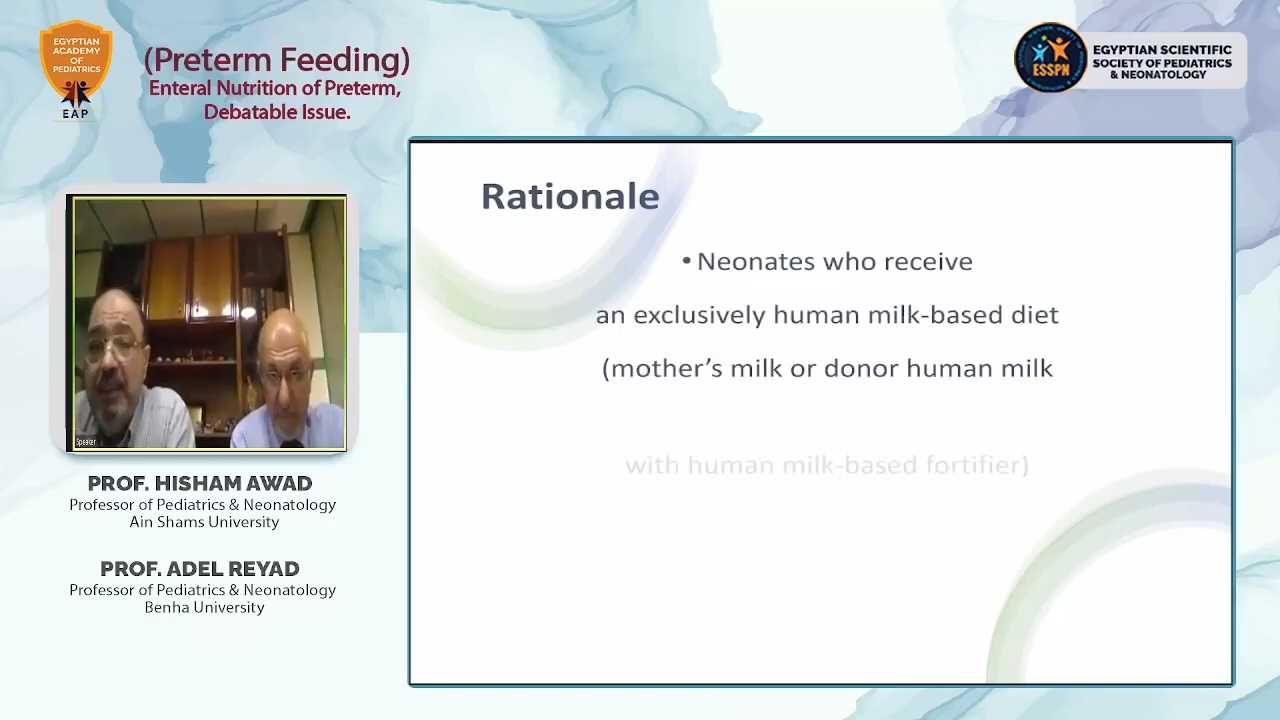 EGYPTIAN
ACADEMY
OF
PEDIATRICS
EAP
(Preterm Feeding)
Enteral Nutrition of Preterm,
Debatable Issue.
ESSPN
EGYPTIAN SCIENTIFIC
SOCIETY OF PEDIATRICS
& NEONATOLOGY
Speaker
PROF. HISHAM AWAD
Professor of Pediatrics & Neonatology
Ain Shams University
PROF. ADEL REYAD
Professor of Pediatrics & Neonatology
Benha University
Rationale
• Neonates who receive
an exclusively human milk-based diet
(mother’s milk or donor human milk
with human milk-based fortifier)